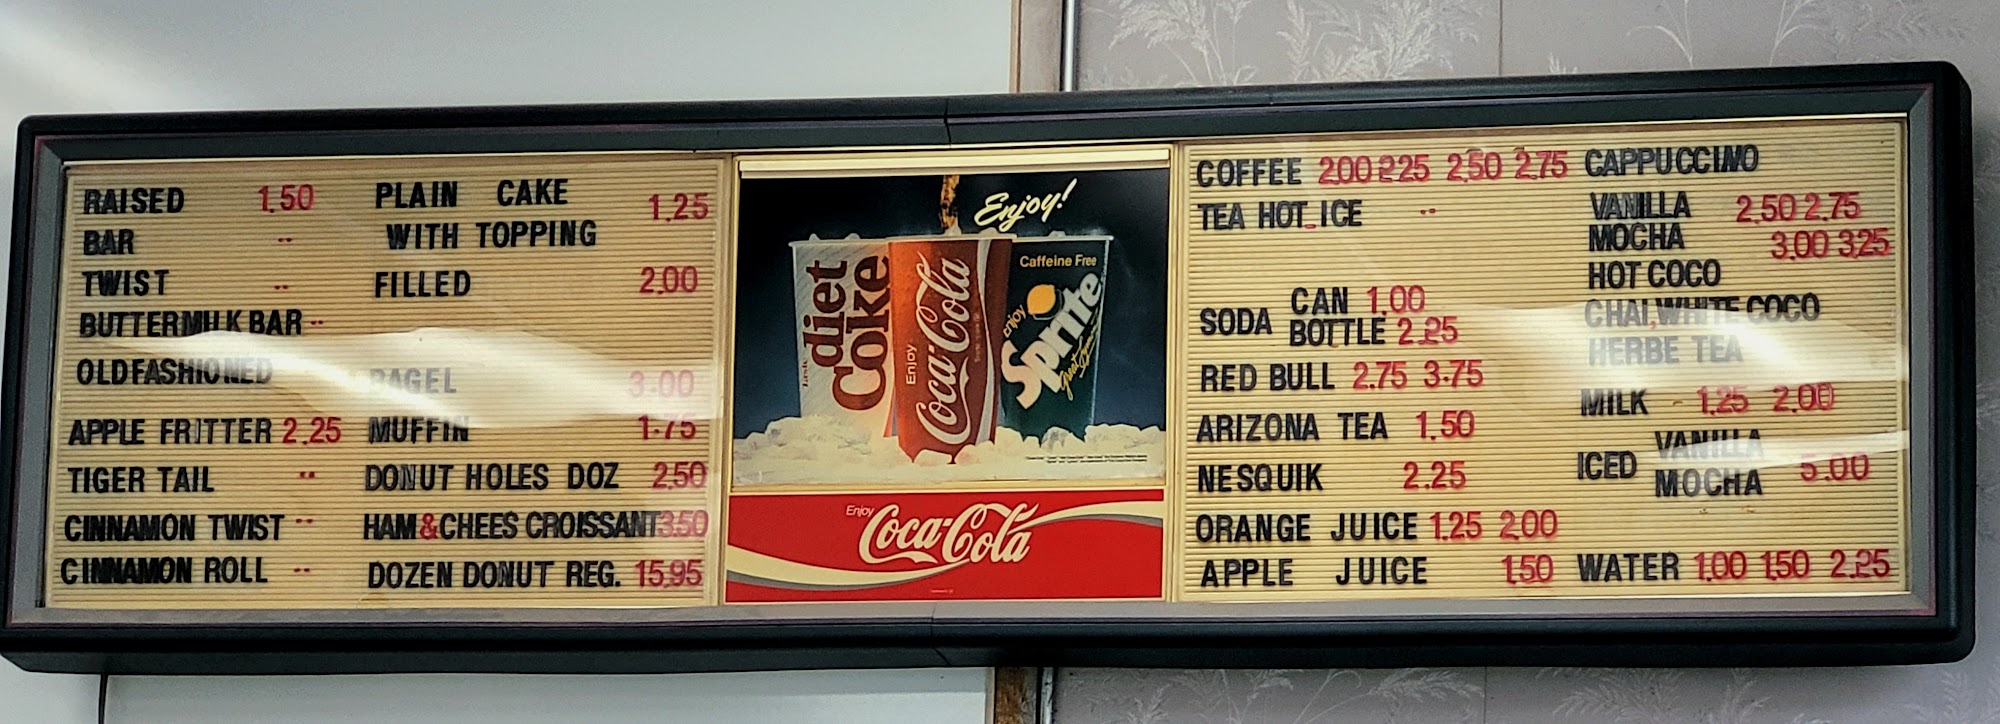 RAISED 1.50
BAR ..
TWIST ..
BUTTERMILK BAR ..
OLD FASHIONED
APPLE FRITTER 2.25
TIGER TAIL ..
CINNAMON TWIST ..
CINNAMON ROLL ..
PLAIN CAKE 1.25
WITH TOPPING
FILLED 2.00
BAGEL 3.00
MUFFIN 1.75
DONUT HOLES DOZ 2.50
HAM&CHEES CROISSANT 3.50
DOZEN DONUT REG. 15.95
Enjoy!
diet
Coke
Enjoy
Coca-Cola
Caffeine Free
Enjoy
Sprite
Enjoy
Coca-Cola
COFFEE 2.00 2.25 2.50 2.75
TEA HOT_ICE ..
SODA CAN 1.00
BOTTLE 2.25
RED BULL 2.75 3.75
ARIZONA TEA 1.50
NESQUIK 2.25
ORANGE JUICE 1.25 2.00
APPLE JUICE 1.50
CAPPUCCINO
VANILLA 2.50 2.75
MOCHA 3.00 3.25
HOT COCO
CHAI,WHITE COCO
HERBE TEA
MILK - 1.25 2.00
ICED VANILLA
MOCHA 5.00
WATER 1.00 1.50 2.25